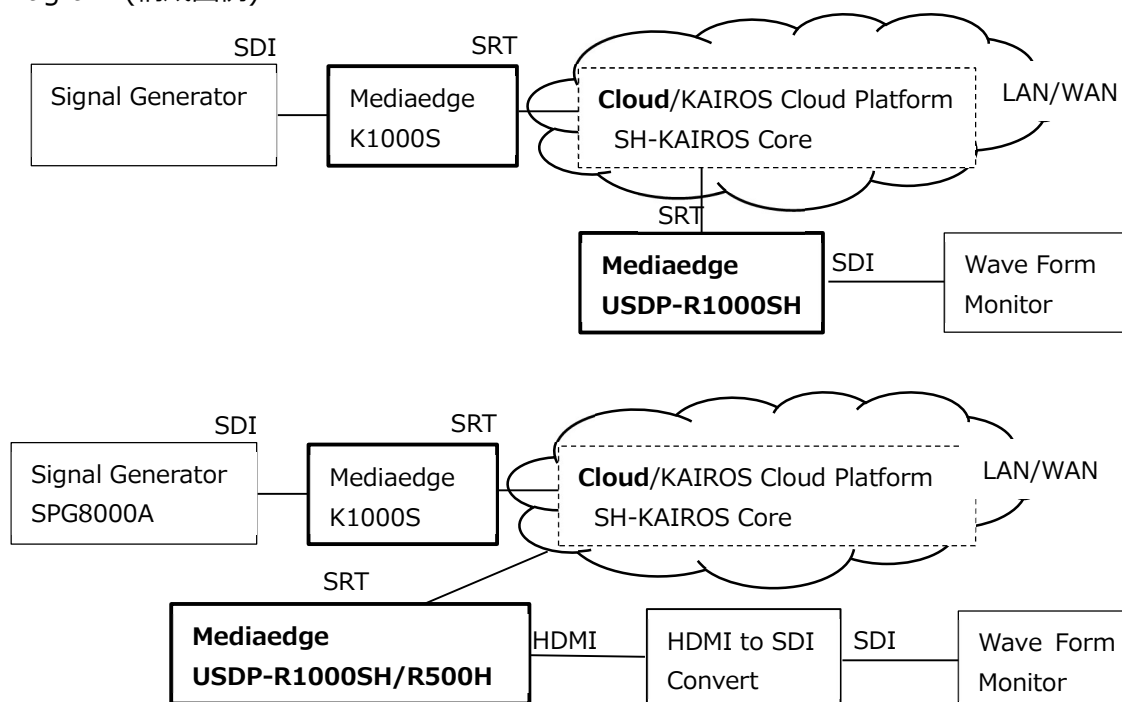 SDI
SRT
Signal Generator
Mediaedge
K1000S
Cloud/KAIROS Cloud Platform
SH-KAIROS Core
LAN/WAN
SRT
Mediaedge
USDP-R1000SH
SDI
Wave Form
Monitor
SDI
SRT
Signal Generator
SPG8000A
Mediaedge
K1000S
Cloud/KAIROS Cloud Platform
SH-KAIROS Core
LAN/WAN
SRT
Mediaedge
USDP-R1000SH/R500H
HDMI
HDMI to SDI
Convert
SDI
Wave Form
Monitor